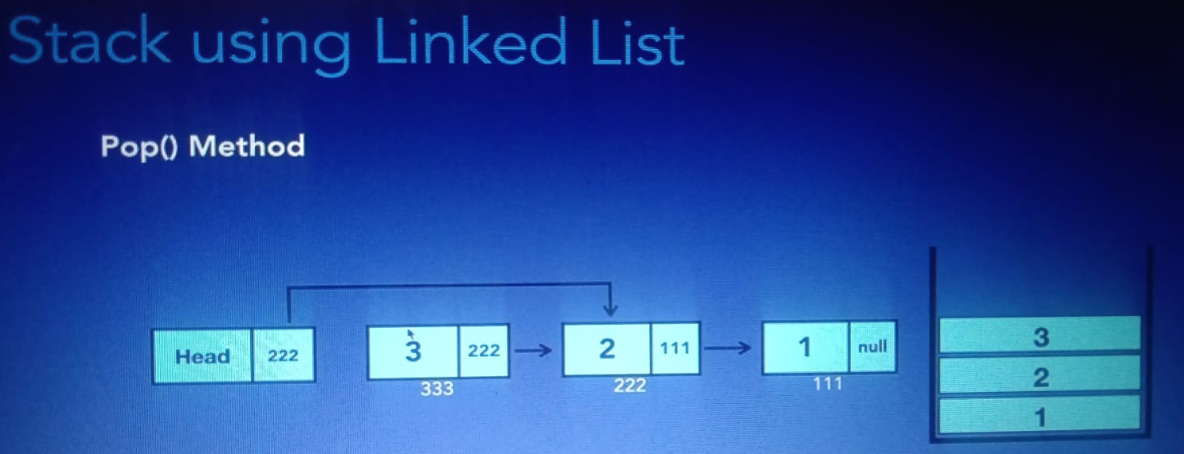 Stack using Linked List
Pop() Method
Head 222
3 222
2 111
1 null
333
222
111
3
2
1